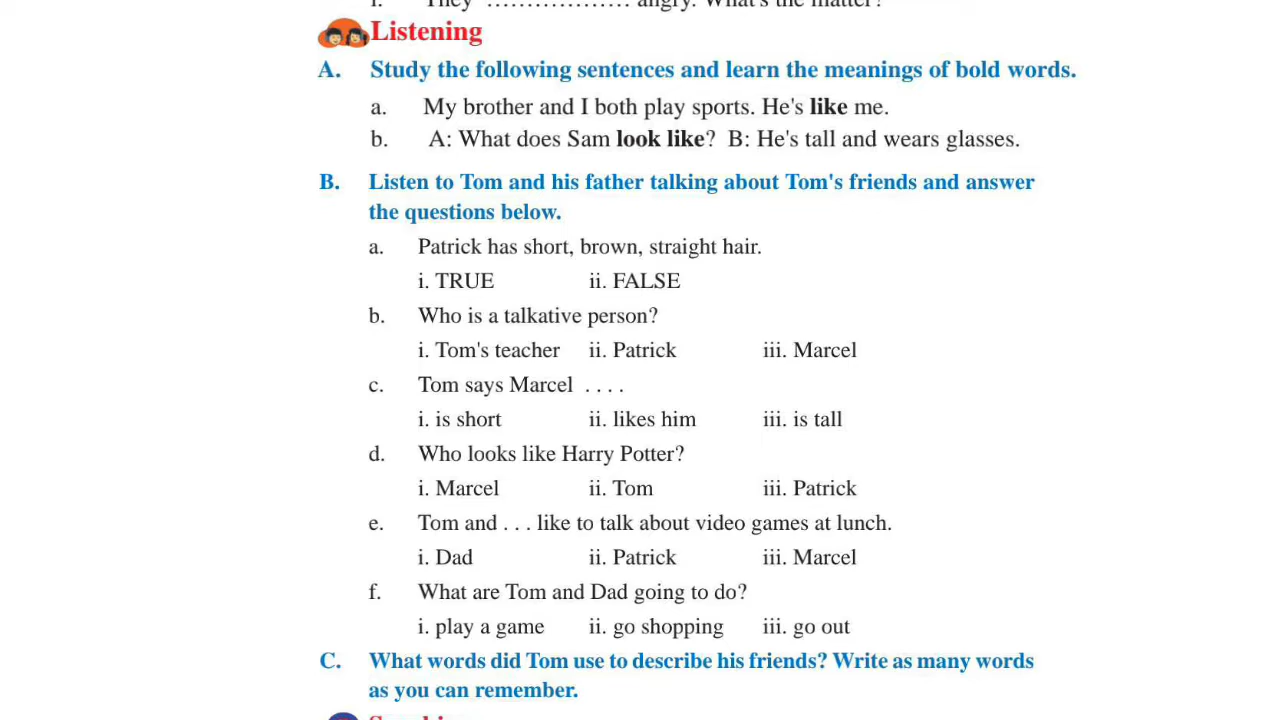 i. They .................. angry. What's the matter?
Listening
A. Study the following sentences and learn the meanings of bold words.
a. My brother and I both play sports. He's like me.
b. A: What does Sam look like? B: He's tall and wears glasses.
B. Listen to Tom and his father talking about Tom's friends and answer
the questions below.
a. Patrick has short, brown, straight hair.
i. TRUE ii. FALSE
b. Who is a talkative person?
i. Tom's teacher ii. Patrick iii. Marcel
c. Tom says Marcel . . . .
i. is short ii. likes him iii. is tall
d. Who looks like Harry Potter?
i. Marcel ii. Tom iii. Patrick
e. Tom and . . . like to talk about video games at lunch.
i. Dad ii. Patrick iii. Marcel
f. What are Tom and Dad going to do?
i. play a game ii. go shopping iii. go out
C. What words did Tom use to describe his friends? Write as many words
as you can remember.